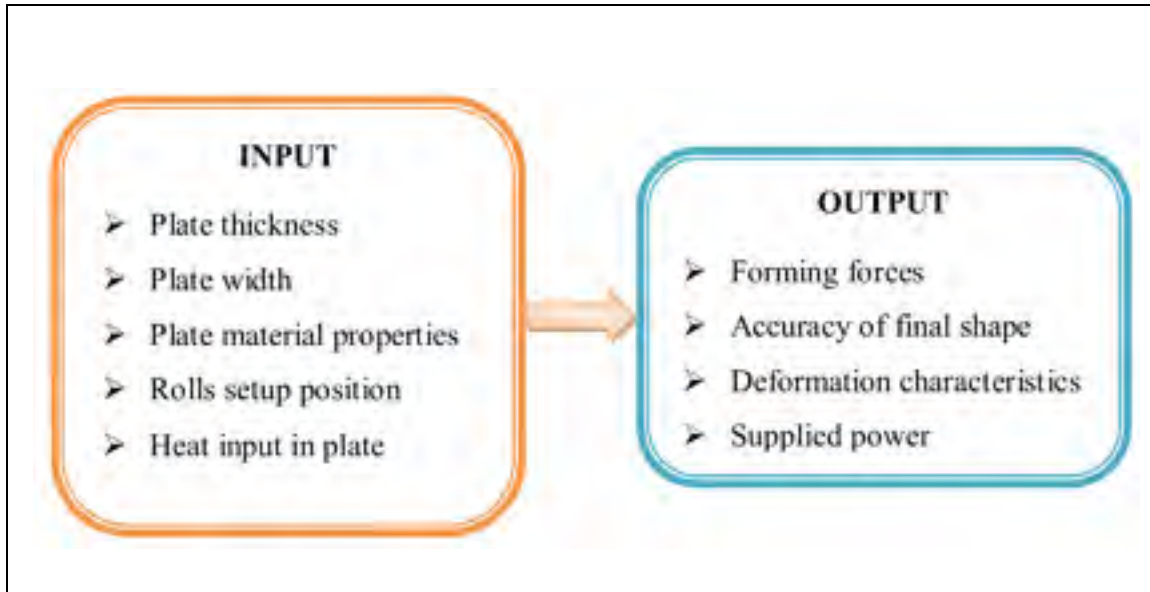 INPUT
➢ Plate thickness
➢ Plate width
➢ Plate material properties
➢ Rolls setup position
➢ Heat input in plate
OUTPUT
➢ Forming forces
➢ Accuracy of final shape
➢ Deformation characteristics
➢ Supplied power